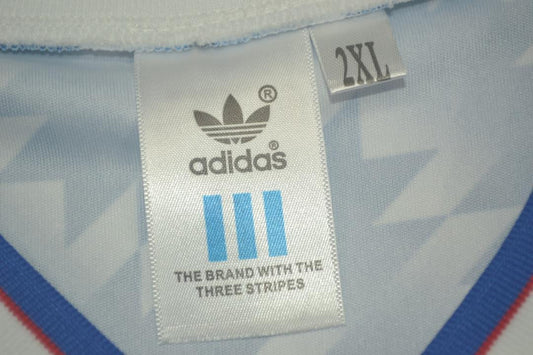 ®
adidas
THE BRAND WITH THE
THREE STRIPES
2XL